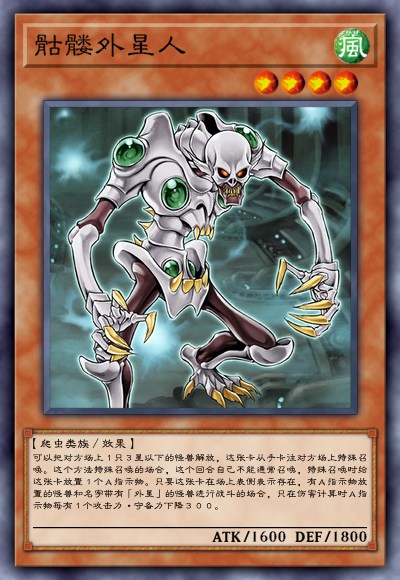 骷髅外星人
風
【爬虫类族／效果】
可以把对方场上１只３星以下的怪兽解放，这张卡从手卡往对方场上特殊召
唤。这个方法特殊召唤的场合，这个回合自己不能通常召唤，特殊召唤时给
这张卡放置１个Ａ指示物。只要这张卡在场上表侧表示存在，有Ａ指示物放
置的怪兽和名字带有「外星」的怪兽进行战斗的场合，只在伤害计算时Ａ指
示物每有１个攻击力・守备力下降３００。
ATK/1600 DEF/1800